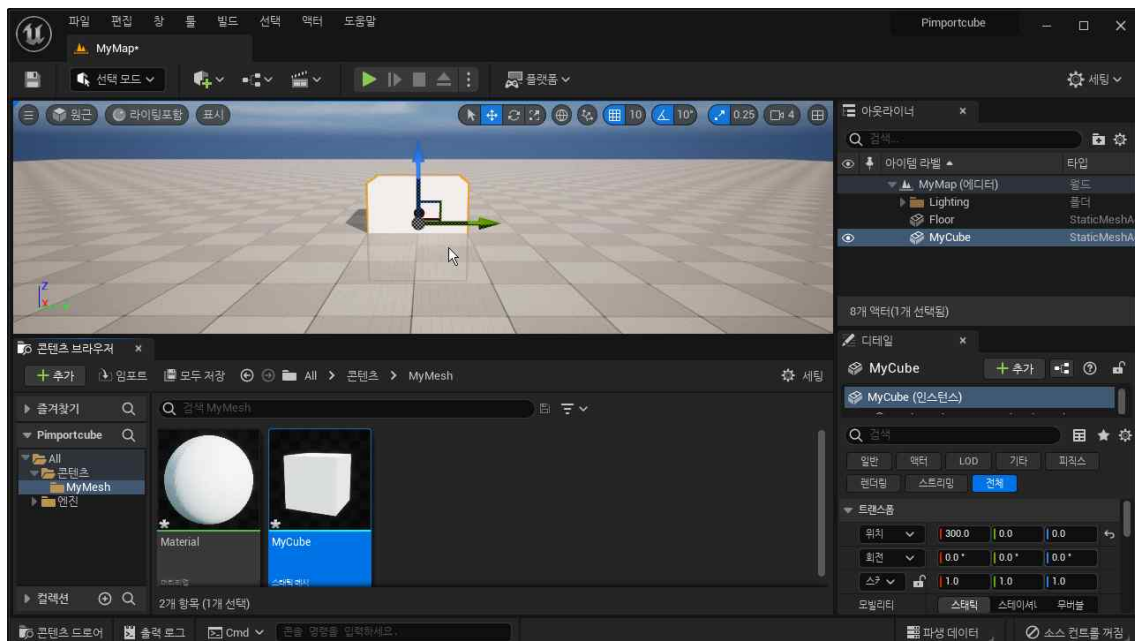 파일 편집 창 툴 빌드 선택 액터 도움말 Pimportcube
MyMap*
선택 모드 플랫폼 세팅
원근 라이팅포함 표시 10 10° 0.25 4
Z
X
아웃라이너
검색...
아이템 라벨 타입
MyMap (에디터) 월드
Lighting 폴더
Floor StaticMeshA
MyCube StaticMeshA
8개 액터(1개 선택됨)
콘텐츠 브라우저
추가 임포트 모두 저장 All > 콘텐츠 > MyMesh 세팅
즐겨찾기 검색 MyMesh
Pimportcube
All
콘텐츠
MyMesh
엔진
Material MyCube
스태틱 메시
컬렉션 2개 항목 (1개 선택)
디테일
MyCube 추가
MyCube (인스턴스)
검색
일반 액터 LOD 기타 피직스
렌더링 스트리밍 전체
트랜스폼
위치 300.0 0.0 0.0
회전 0.0° 0.0° 0.0°
1.0 1.0 1.0
모빌리티 스태틱 무버블
콘텐츠 드로어 출력 로그 Cmd 콘솔 명령을 입력하세요. 파생 데이터 소스 컨트롤 꺼짐